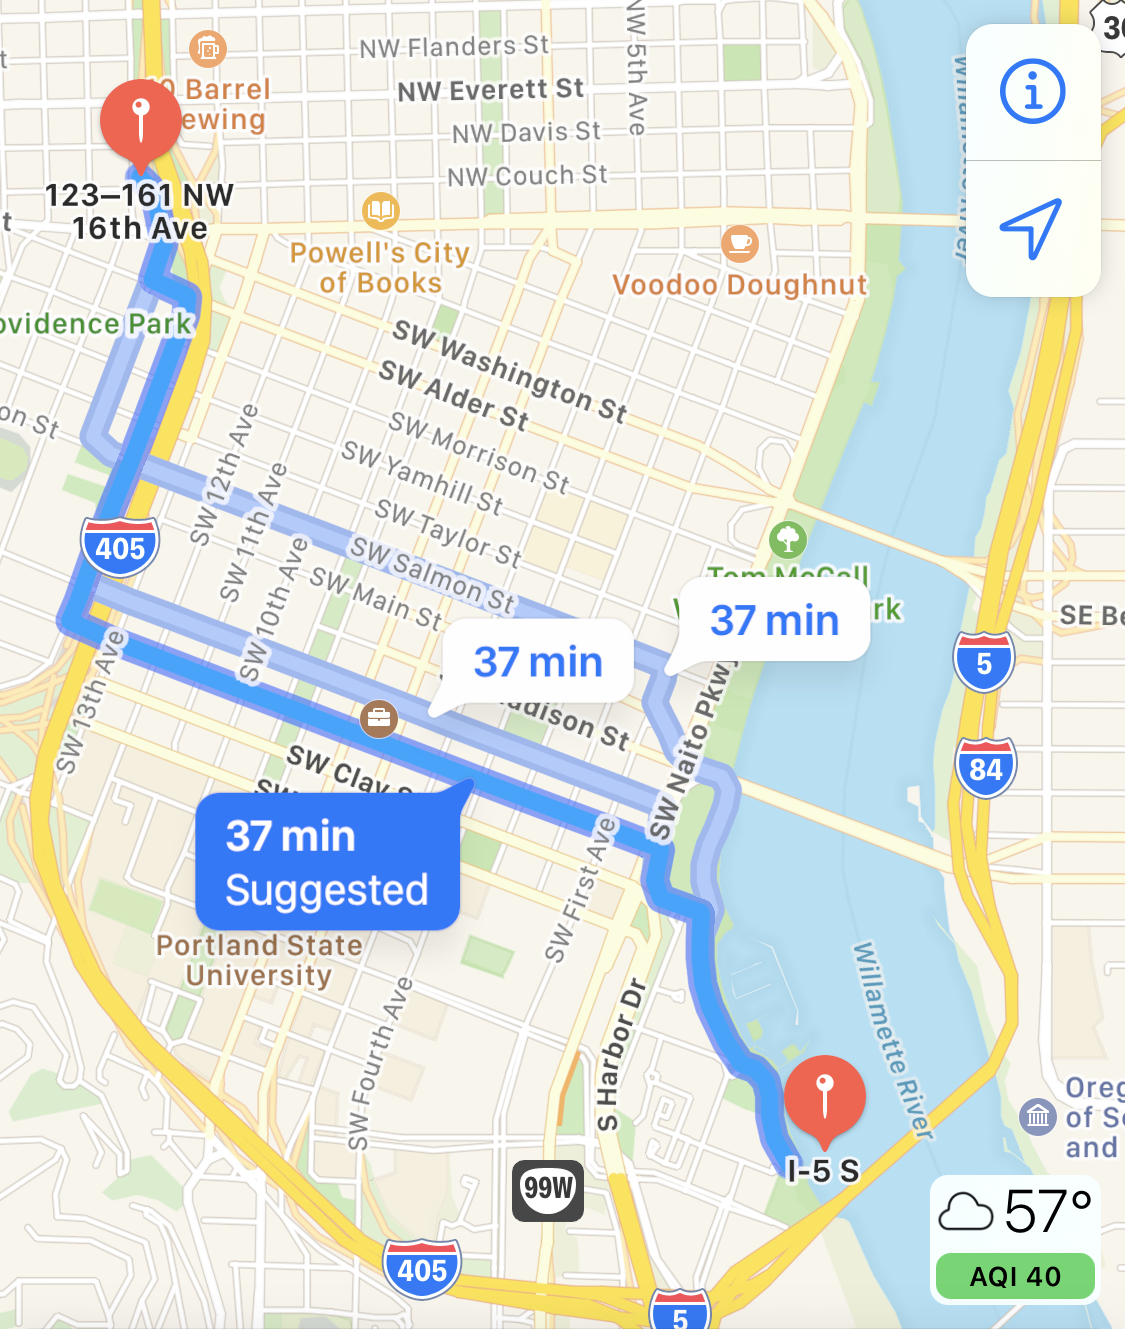 NW Flanders St
NW 5th Ave
NW Everett St
30
0 Barrel
ewing
NW Davis St
NW Couch St
123–161 NW
16th Ave
t
Powell's City
of Books
Voodoo Doughnut
ovidence Park
SW Washington St
SW Alder St
on St
SW Morrison St
SW Yamhill St
SW 12th Ave
SW 11th Ave
SW Taylor St
405
SW Salmon St
SW 10th Ave
SW Main St
Tom McCall
rk
SE Be
37 min
37 min
5
SW 13th Ave
adison St
SW Naito Pkwy
84
SW Clay S
SW
37 min
Suggested
SW First Ave
Portland State
University
SW Fourth Ave
S Harbor Dr
Willamette River
Willamette River
Oreg
of Sc
and
I-5 S
99W
57°
AQI 40
405
5